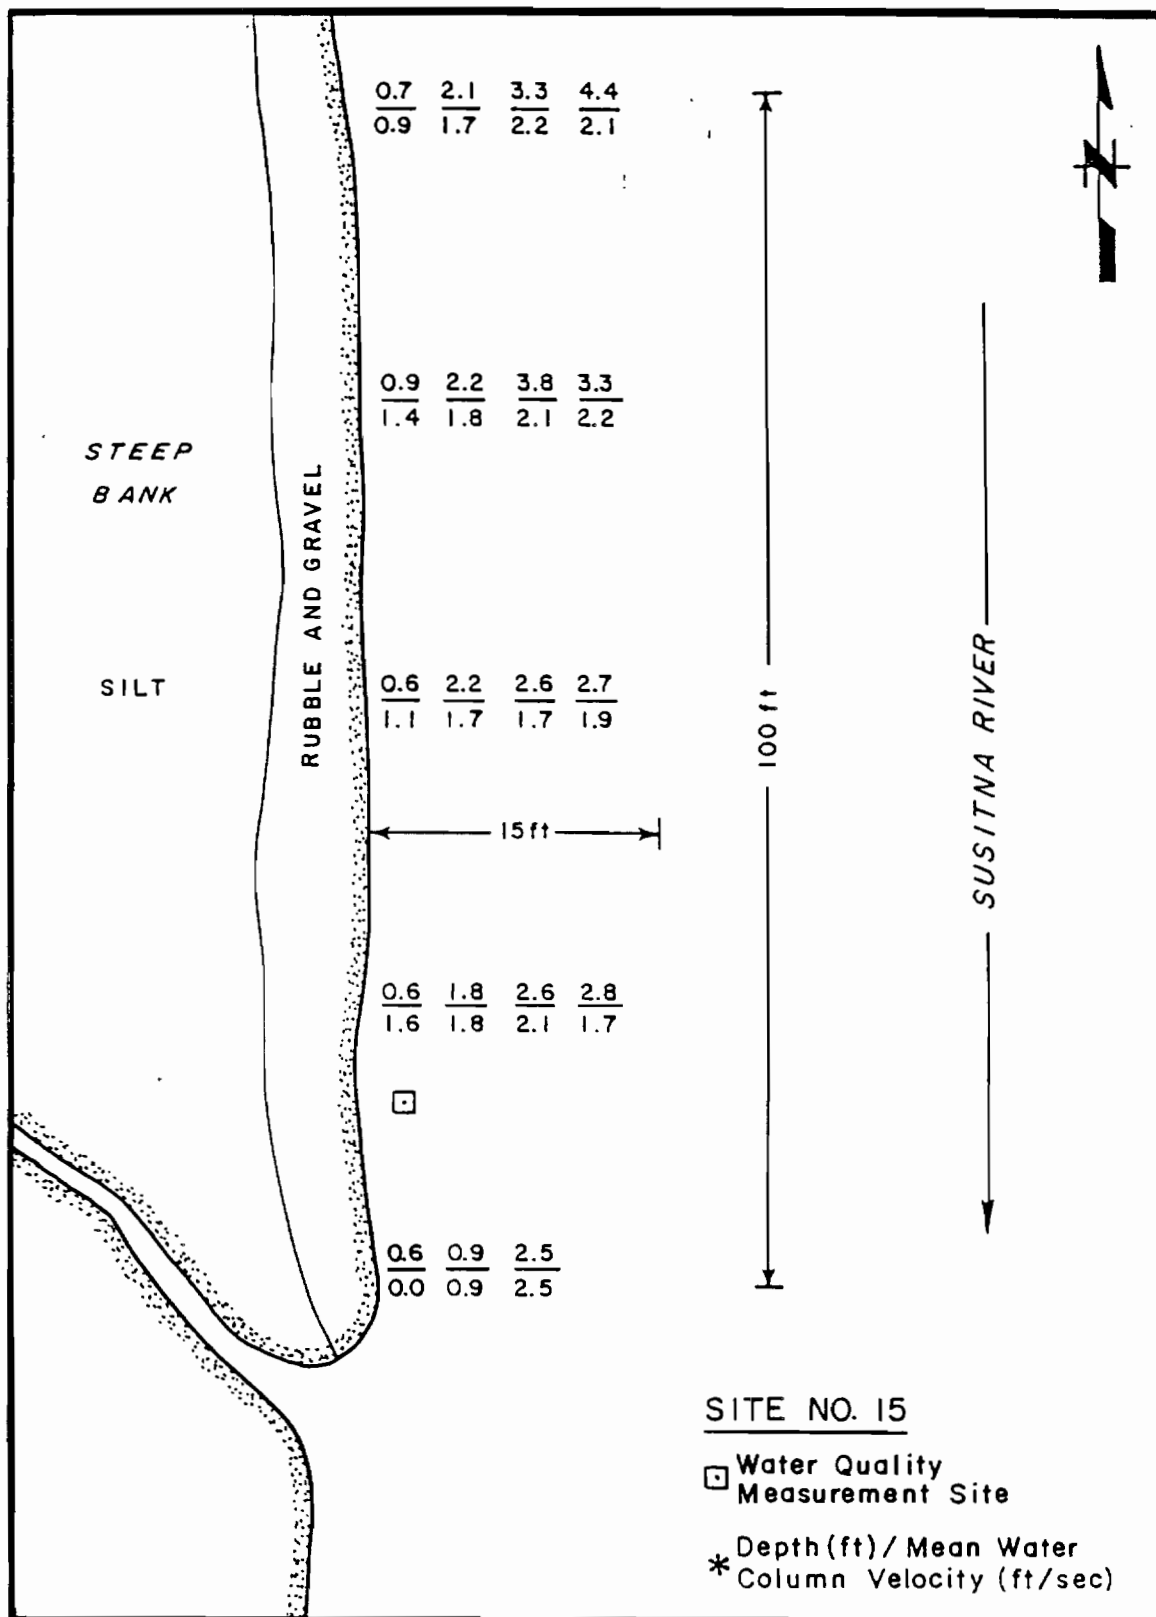 0.7 2.1 3.3 4.4
0.9 1.7 2.2 2.1
N
0.9 2.2 3.8 3.3
1.4 1.8 2.1 2.2
STEEP
BANK
RUBBLE AND GRAVEL
SILT
0.6 2.2 2.6 2.7
1.1 1.7 1.7 1.9
100 ft
SUSITNA RIVER
15 ft
0.6 1.8 2.6 2.8
1.6 1.8 2.1 1.7
0.6 0.9 2.5
0.0 0.9 2.5
SITE NO. 15
Water Quality
Measurement Site
* Depth (ft) / Mean Water
Column Velocity (ft/sec)